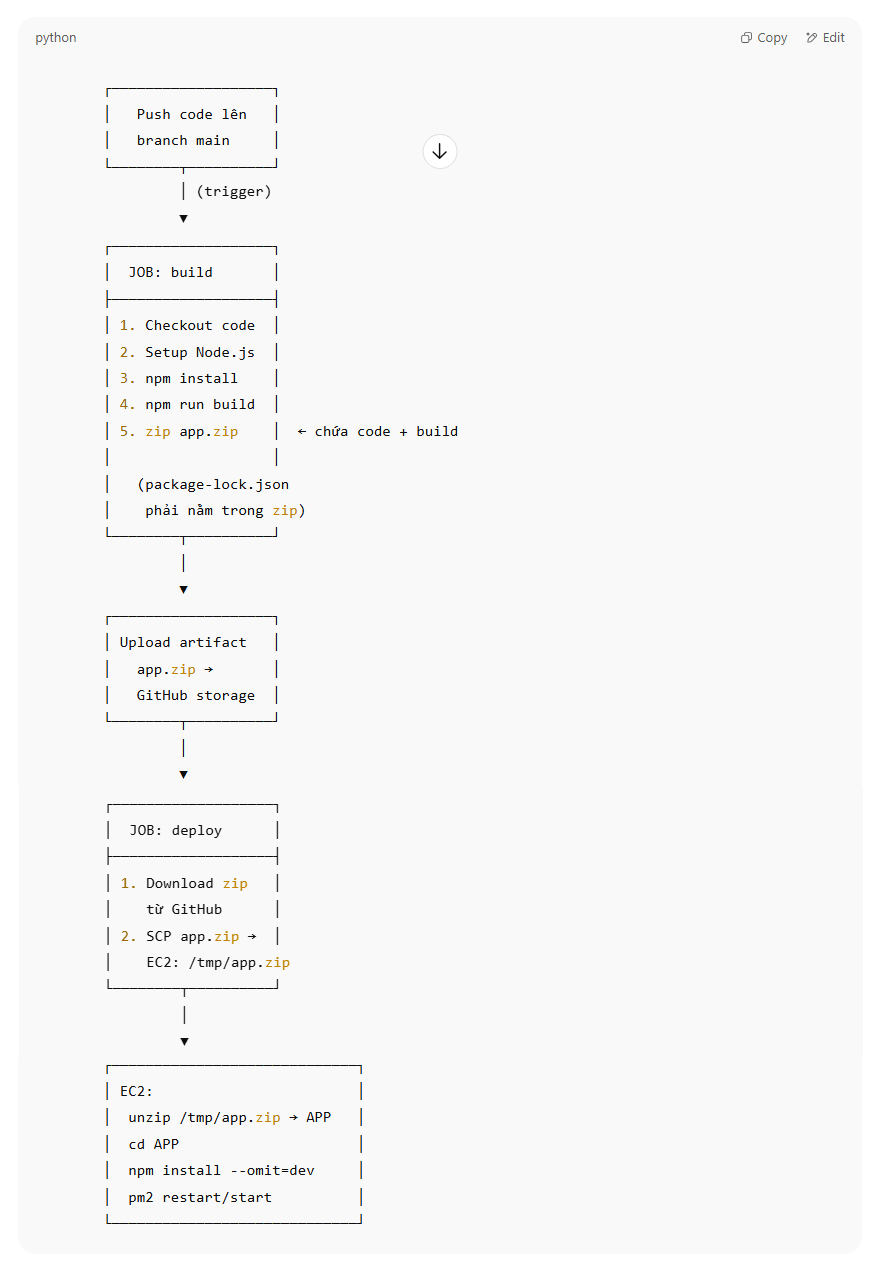 python
Copy Edit
Push code lên
branch main
(trigger)
▼
JOB: build
1. Checkout code
2. Setup Node.js
3. npm install
4. npm run build
5. zip app.zip ← chứa code + build
(package-lock.json
phải nằm trong zip)
▼
Upload artifact
app.zip →
GitHub storage
▼
JOB: deploy
1. Download zip
từ GitHub
2. SCP app.zip →
EC2: /tmp/app.zip
▼
EC2:
unzip /tmp/app.zip → APP
cd APP
npm install --omit=dev
pm2 restart/start